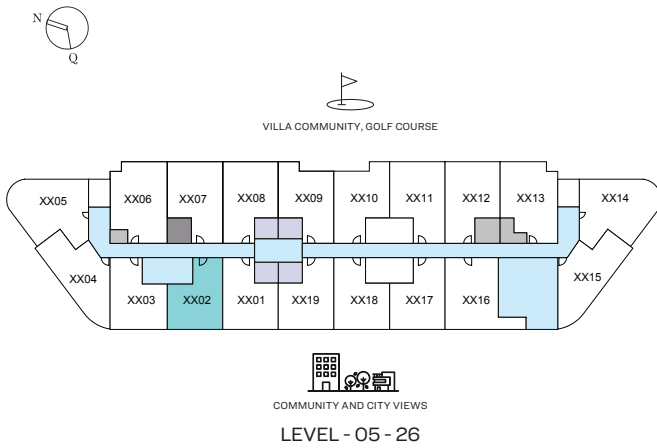 N
Q
VILLA COMMUNITY, GOLF COURSE
XX05 XX06 XX07 XX08 XX09 XX10 XX11 XX12 XX13 XX14
XX04 XX03 XX02 XX01 XX19 XX18 XX17 XX16 XX15
COMMUNITY AND CITY VIEWS
LEVEL - 05 - 26